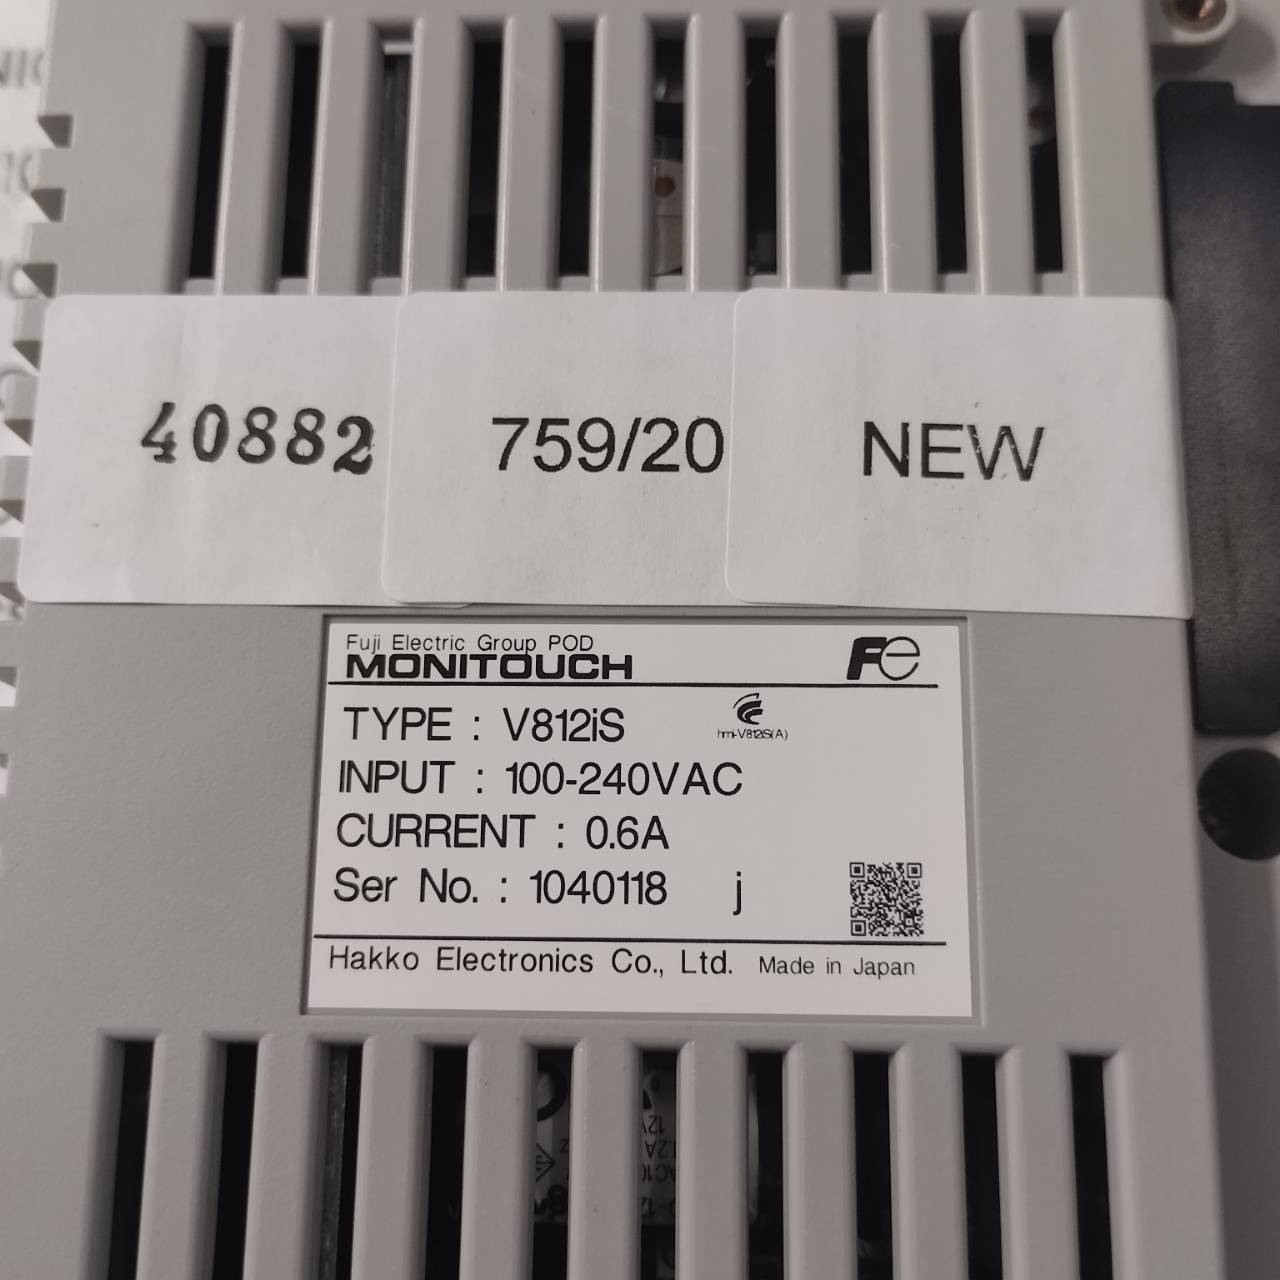 40882
759/20
NEW
Fuji Electric Group POD
MONITOUCH
Fe
TYPE : V812iS
hmi-V812iS(A)
INPUT : 100-240VAC
CURRENT : 0.6A
Ser No. : 1040118 j
Hakko Electronics Co., Ltd. Made in Japan